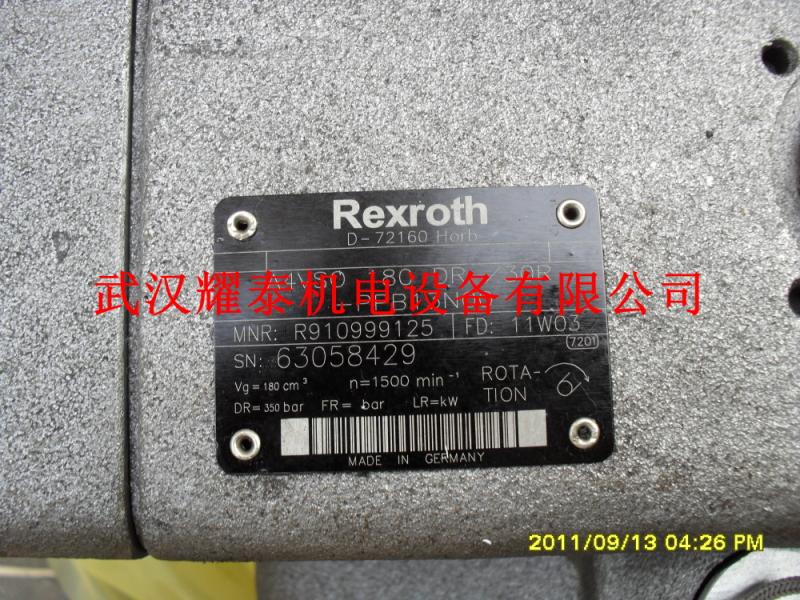 Rexroth
D-72160 Horb
武汉耀泰机电设备有限公司
MNR: R910999125 FD: 11W03
7201
SN: 63058429
Vg=180 cm³ n=1500 min⁻¹ ROTA-
TION
DR=350 bar FR= bar LR=kW
MADE IN GERMANY
2011/09/13 04:26 PM